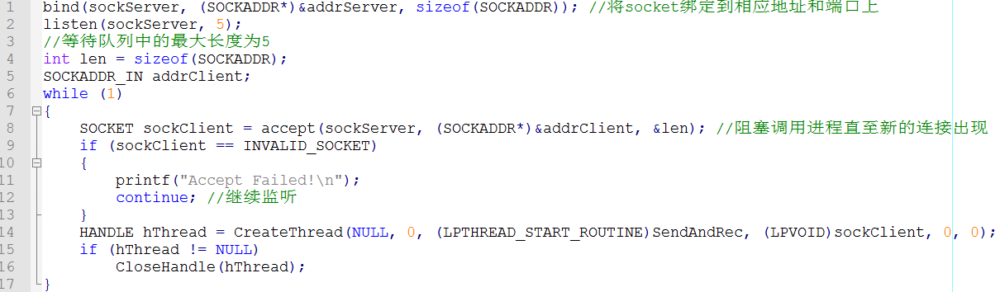 1 bind(sockServer, (SOCKADDR*)&addrServer, sizeof(SOCKADDR)); //将socket绑定到相应地址和端口上
2 listen(sockServer, 5);
3 //等待队列中的最大长度为5
4 int len = sizeof(SOCKADDR);
5 SOCKADDR_IN addrClient;
6 while (1)
7 {
8 SOCKET sockClient = accept(sockServer, (SOCKADDR*)&addrClient, &len); //阻塞调用进程直至新的连接出现
9 if (sockClient == INVALID_SOCKET)
10 {
11 printf("Accept Failed!\n");
12 continue; //继续监听
13 }
14 HANDLE hThread = CreateThread(NULL, 0, (LPTHREAD_START_ROUTINE)SendAndRec, (LPVOID)sockClient, 0, 0);
15 if (hThread != NULL)
16 CloseHandle(hThread);
17 }